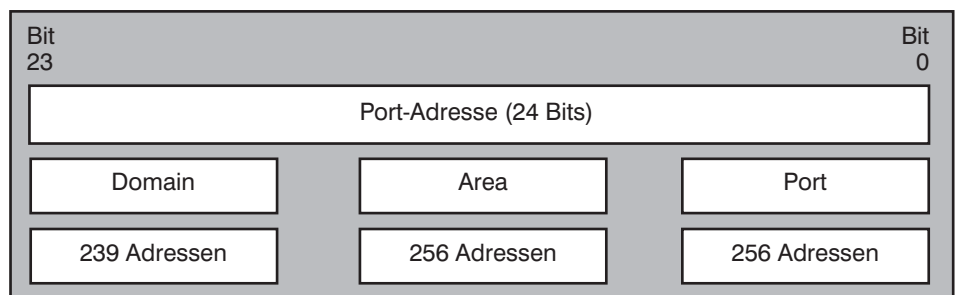 Bit
23
Bit
0
Port-Adresse (24 Bits)
Domain
Area
Port
239 Adressen
256 Adressen
256 Adressen